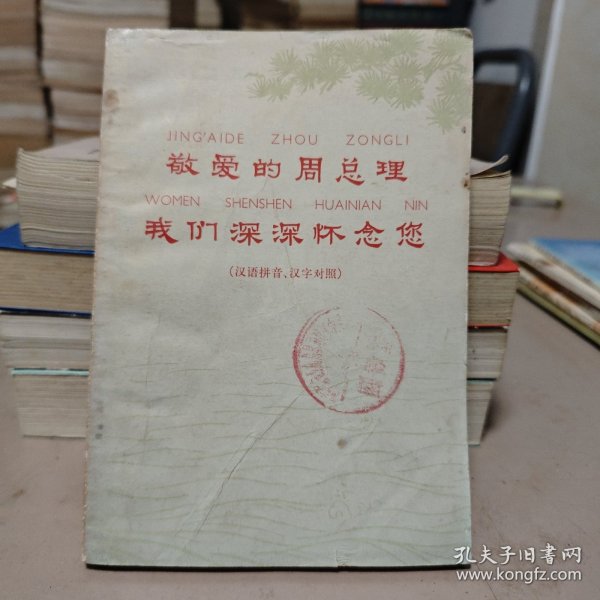 JING'AIDE ZHOU ZONGLI
敬爱的周总理
WOMEN SHENSHEN HUAINIAN NIN
我们深深怀念您
(汉语拼音、汉字对照)
孔夫子旧书网
www.kongfz.com